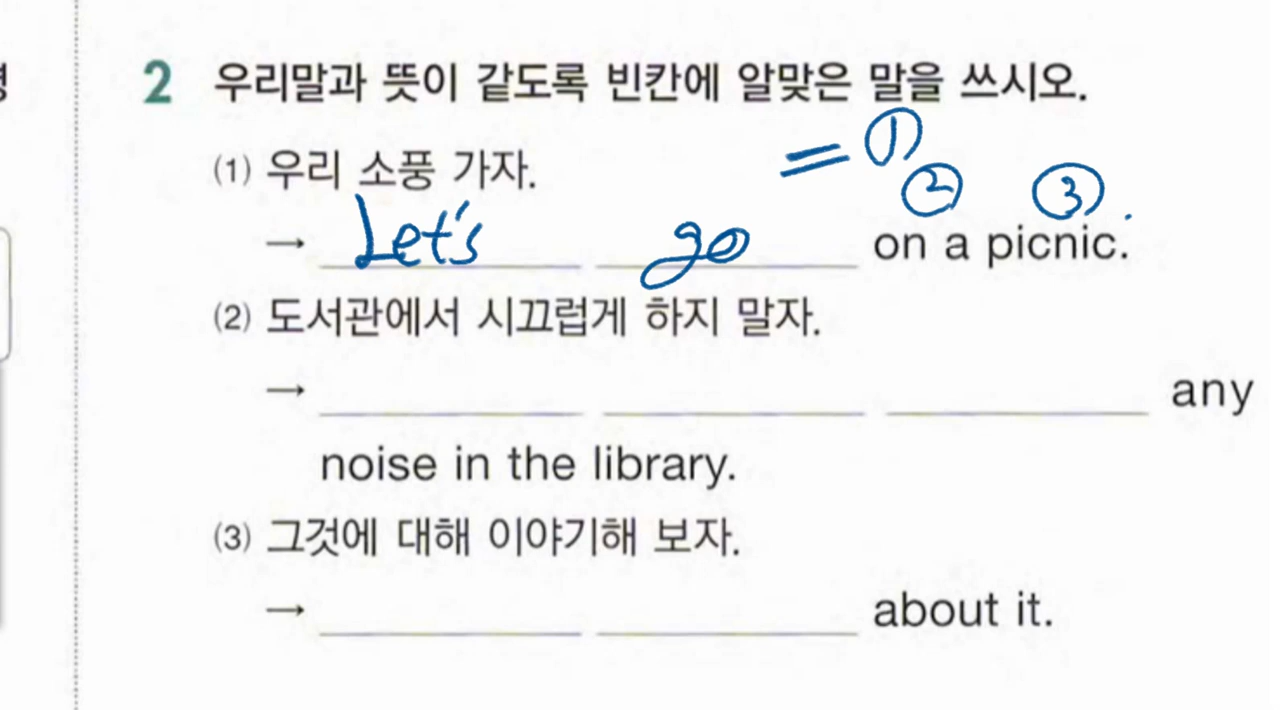 2 우리말과 뜻이 같도록 빈칸에 알맞은 말을 쓰시오.
(1) 우리 소풍 가자. = ①
② ③.
→ Let's go on a picnic.
(2) 도서관에서 시끄럽게 하지 말자.
→ any
noise in the library.
(3) 그것에 대해 이야기해 보자.
→ about it.